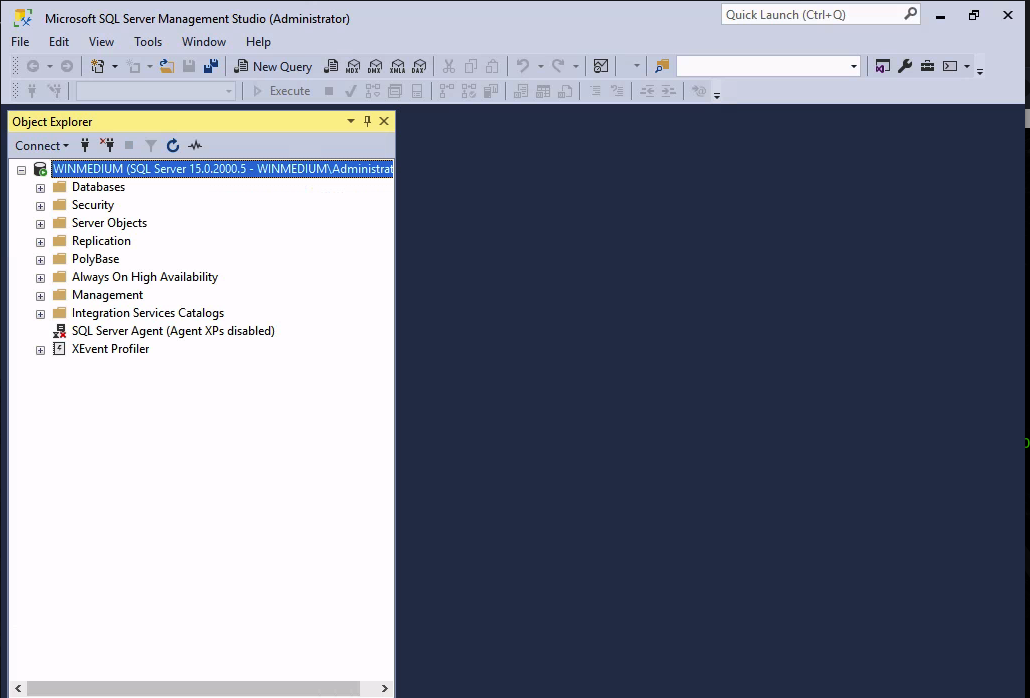 Microsoft SQL Server Management Studio (Administrator)
Quick Launch (Ctrl+Q)
File Edit View Tools Window Help
New Query MDX DMX XMLA DAX
Execute
Object Explorer
Connect
WINMEDIUM (SQL Server 15.0.2000.5 - WINMEDIUM\Administrat
Databases
Security
Server Objects
Replication
PolyBase
Always On High Availability
Management
Integration Services Catalogs
SQL Server Agent (Agent XPs disabled)
XEvent Profiler